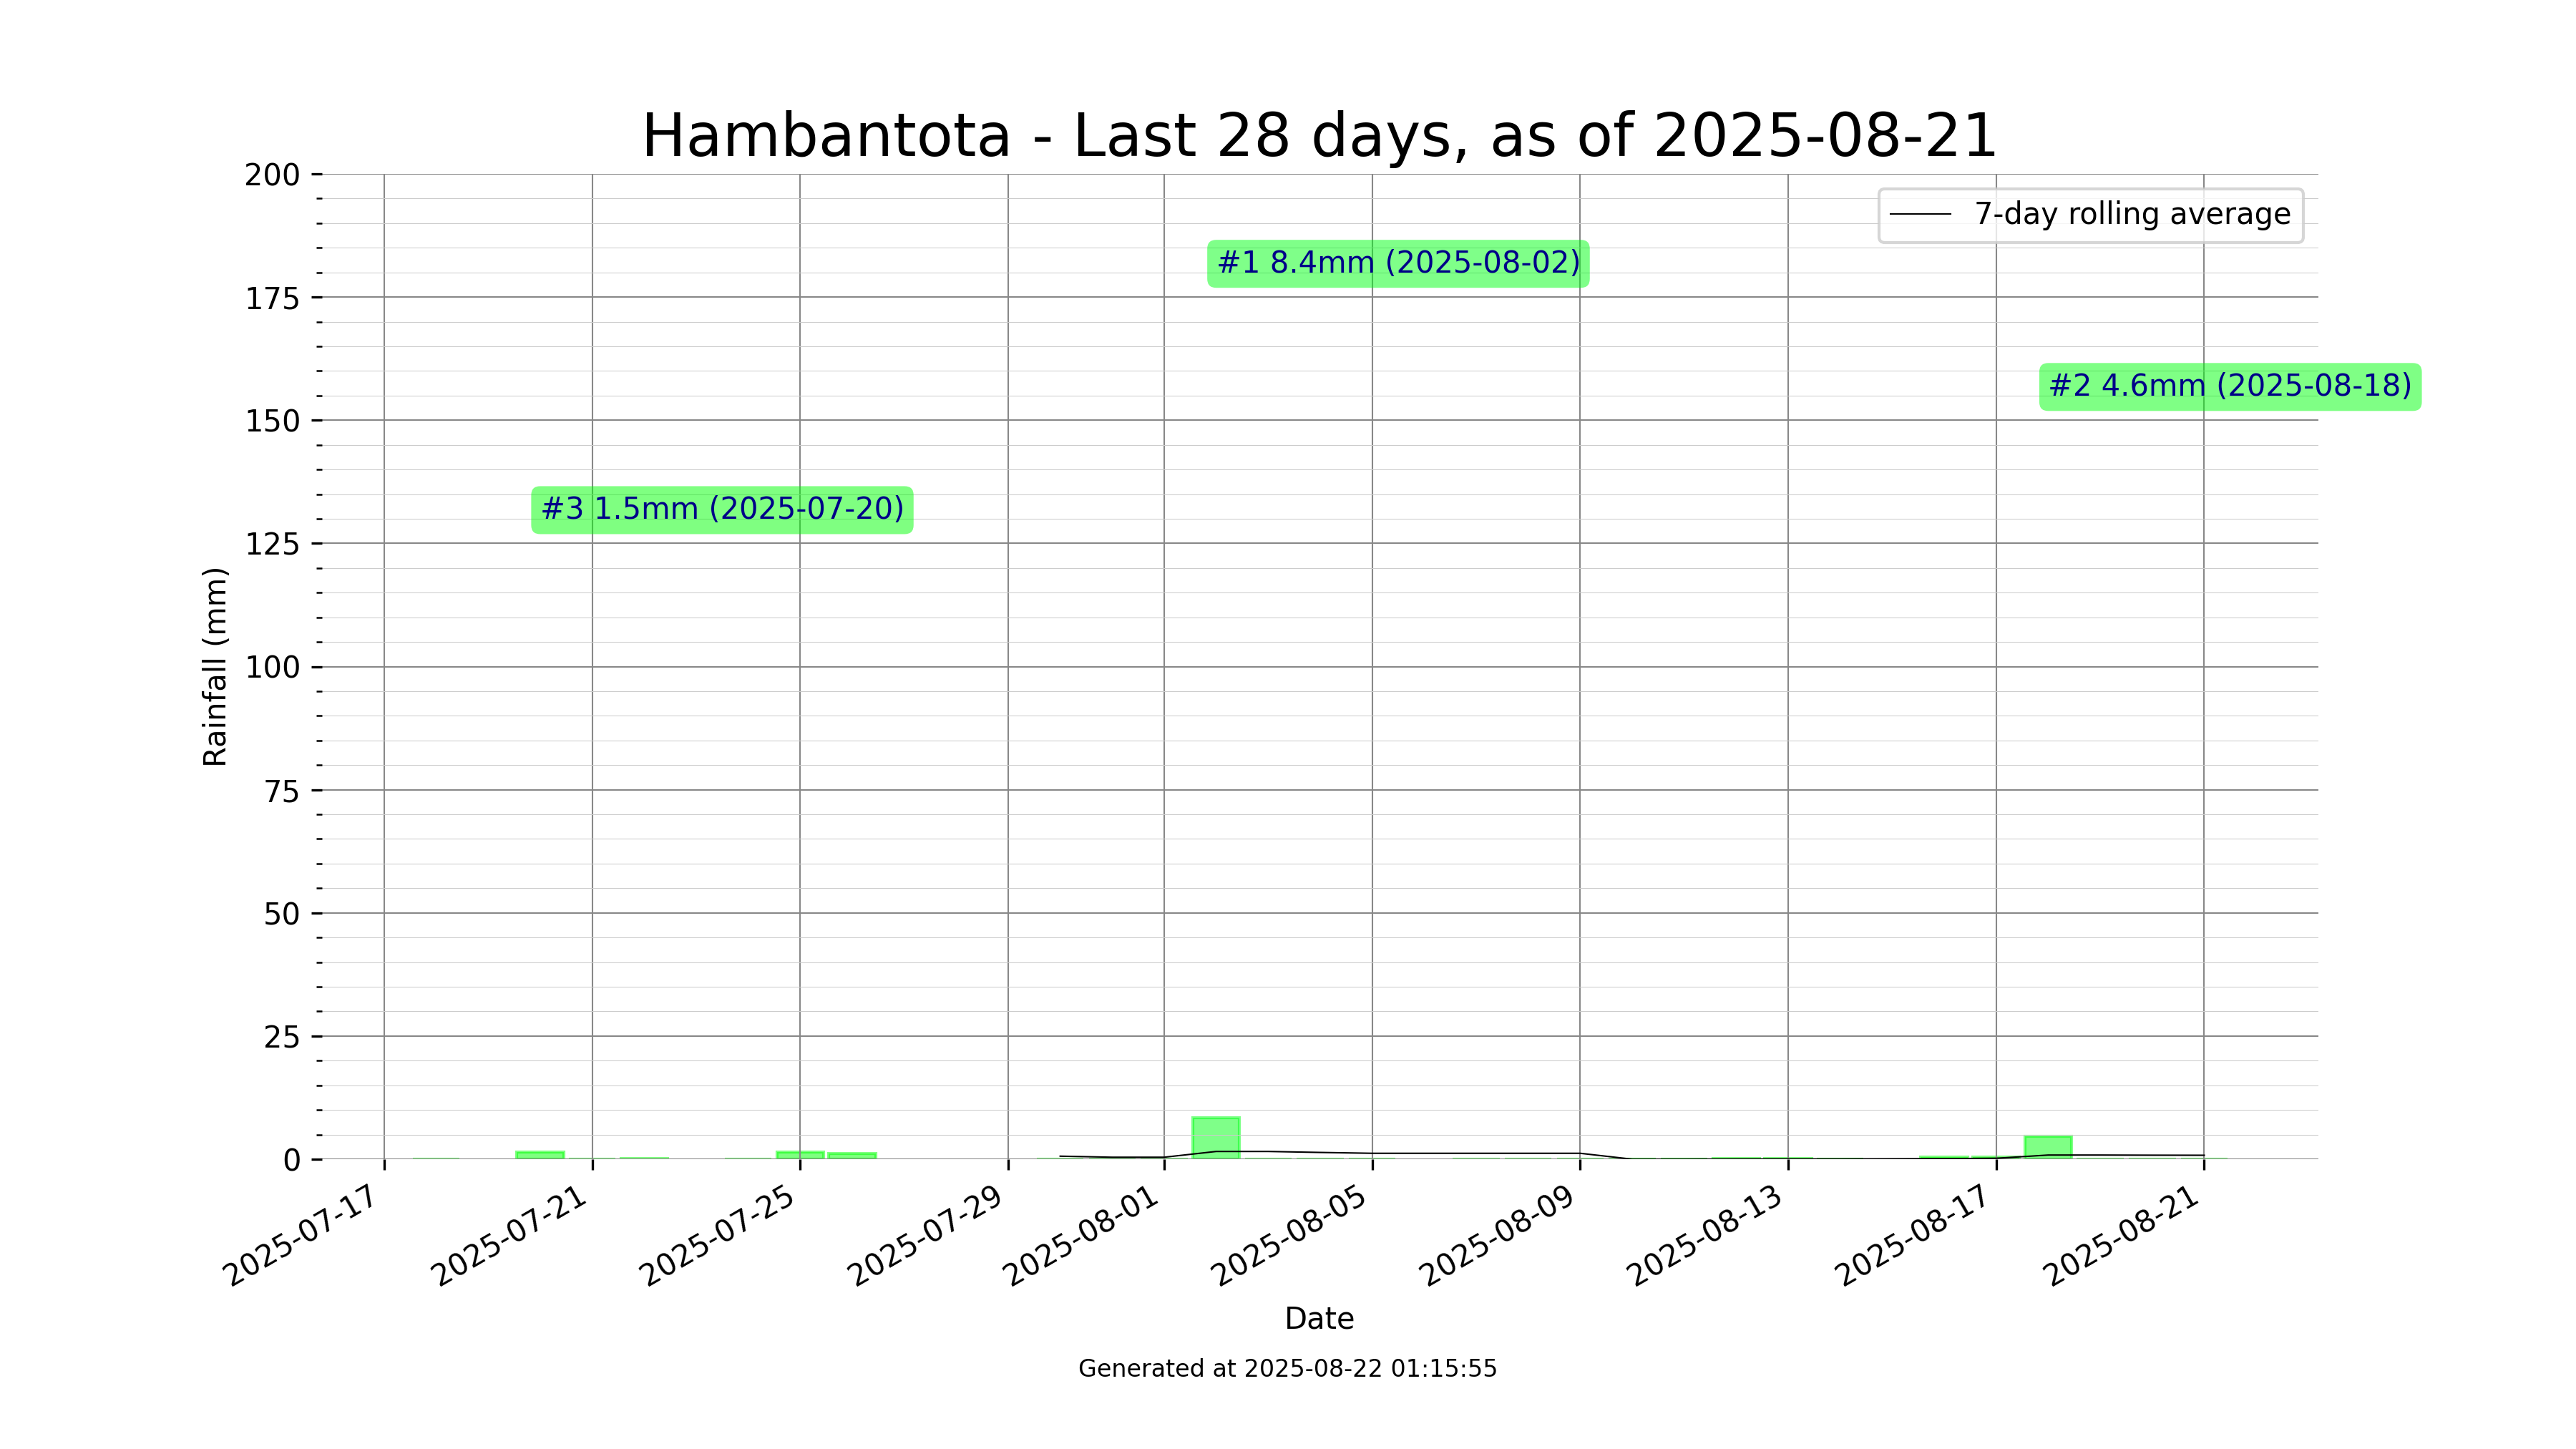 Hambantota - Last 28 days, as of 2025-08-21
7-day rolling average
#1 8.4mm (2025-08-02)
#2 4.6mm (2025-08-18)
#3 1.5mm (2025-07-20)
Rainfall (mm)
200
175
150
125
100
75
50
25
0
2025-07-17
2025-07-21
2025-07-25
2025-07-29
2025-08-01
2025-08-05
2025-08-09
2025-08-13
2025-08-17
2025-08-21
Date
Generated at 2025-08-22 01:15:55